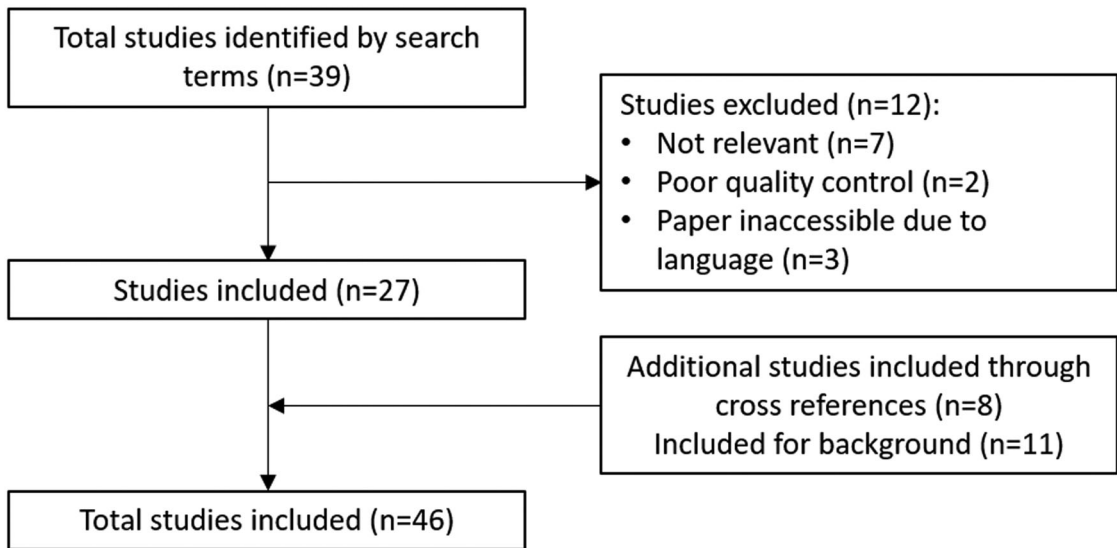 Total studies identified by search
terms (n=39)
Studies excluded (n=12):
• Not relevant (n=7)
• Poor quality control (n=2)
• Paper inaccessible due to
language (n=3)
Studies included (n=27)
Additional studies included through
cross references (n=8)
Included for background (n=11)
Total studies included (n=46)